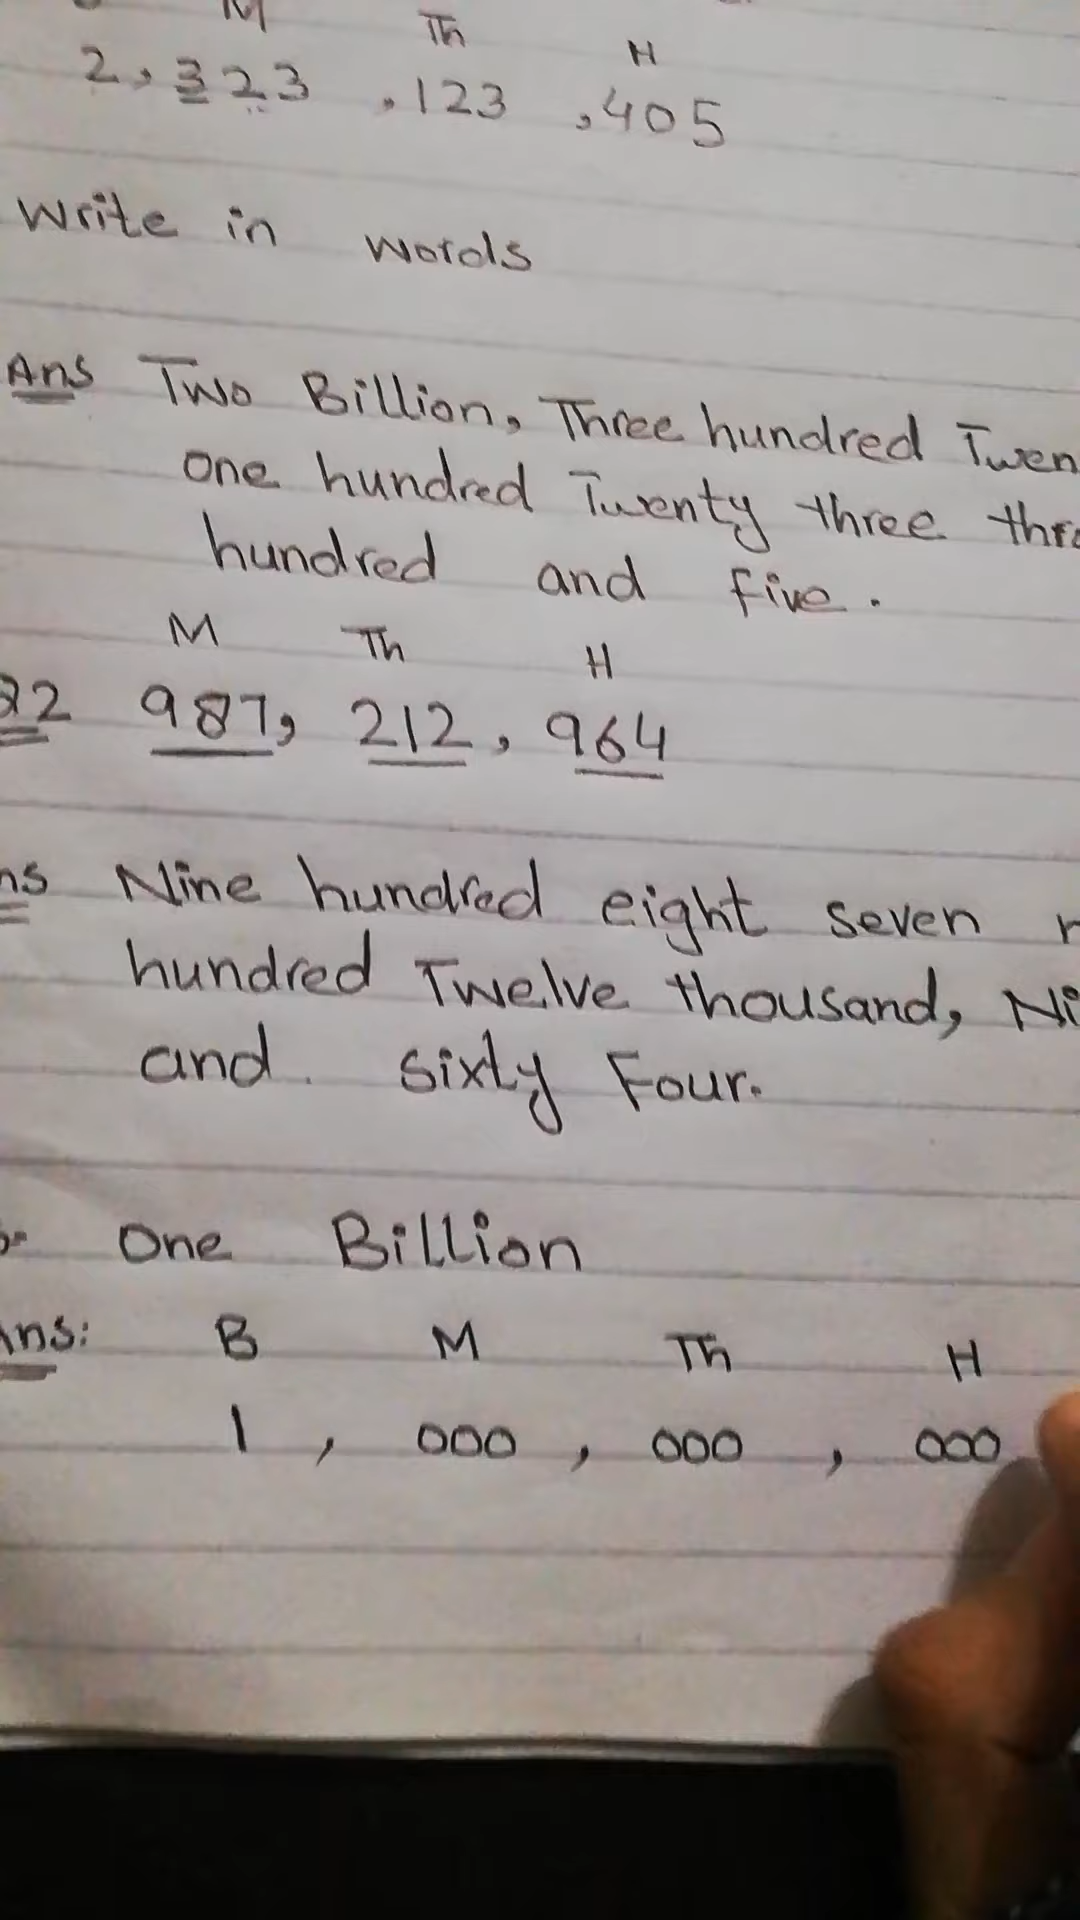 M Th H
2,323,123,405
Write in words
Ans Two Billion, Three hundred
one hundred Twenty three
hundred and five.
M Th H
987, 212, 964
Nine hundred eight seven
hundred Twelve thousand,
and. sixty Four.
One Billion
Ans: B M Th H
1, 000, 000, 000